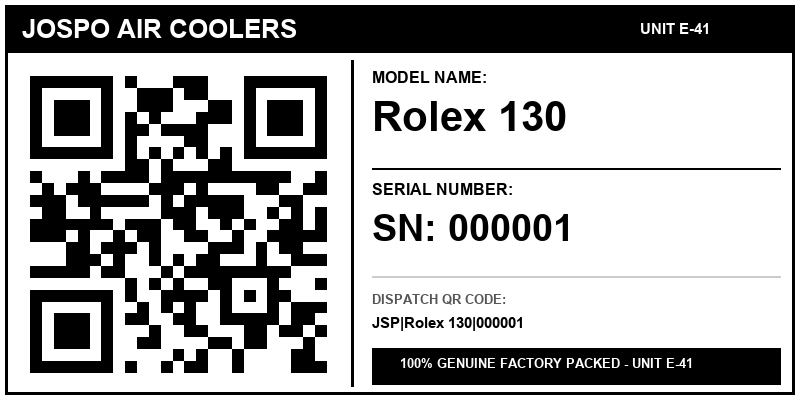 JOSPO AIR COOLERS
UNIT E-41
MODEL NAME:
Rolex 130
SERIAL NUMBER:
SN: 000001
DISPATCH QR CODE:
JSP|Rolex 130|000001
100% GENUINE FACTORY PACKED - UNIT E-41